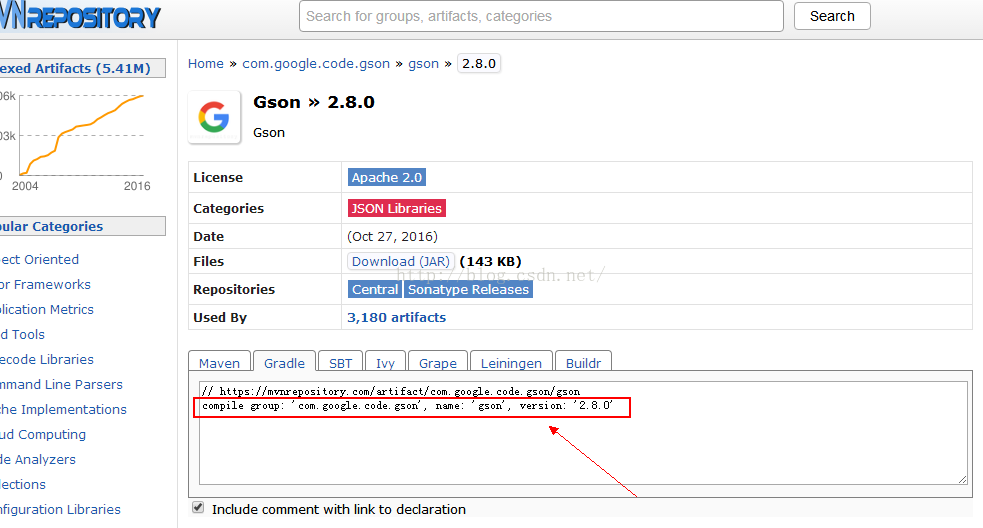 MVNREPOSITORY
Search for groups, artifacts, categories
Search
exed Artifacts (5.41M)
06k
03k
0
2004 2016
ular Categories
ect Oriented
or Frameworks
lication Metrics
d Tools
ecode Libraries
mmand Line Parsers
che Implementations
ud Computing
de Analyzers
lections
nfiguration Libraries
Home » com.google.code.gson » gson » 2.8.0
Gson » 2.8.0
Gson
License Apache 2.0
Categories JSON Libraries
Date (Oct 27, 2016)
Files Download (JAR) (143 KB)
http://blog.csdn.net/
Repositories Central Sonatype Releases
Used By 3,180 artifacts
Maven Gradle SBT Ivy Grape Leiningen Buildr
// https://mvnrepository.com/artifact/com.google.code.gson/gson
compile group: 'com.google.code.gson', name: 'gson', version: '2.8.0'
Include comment with link to declaration